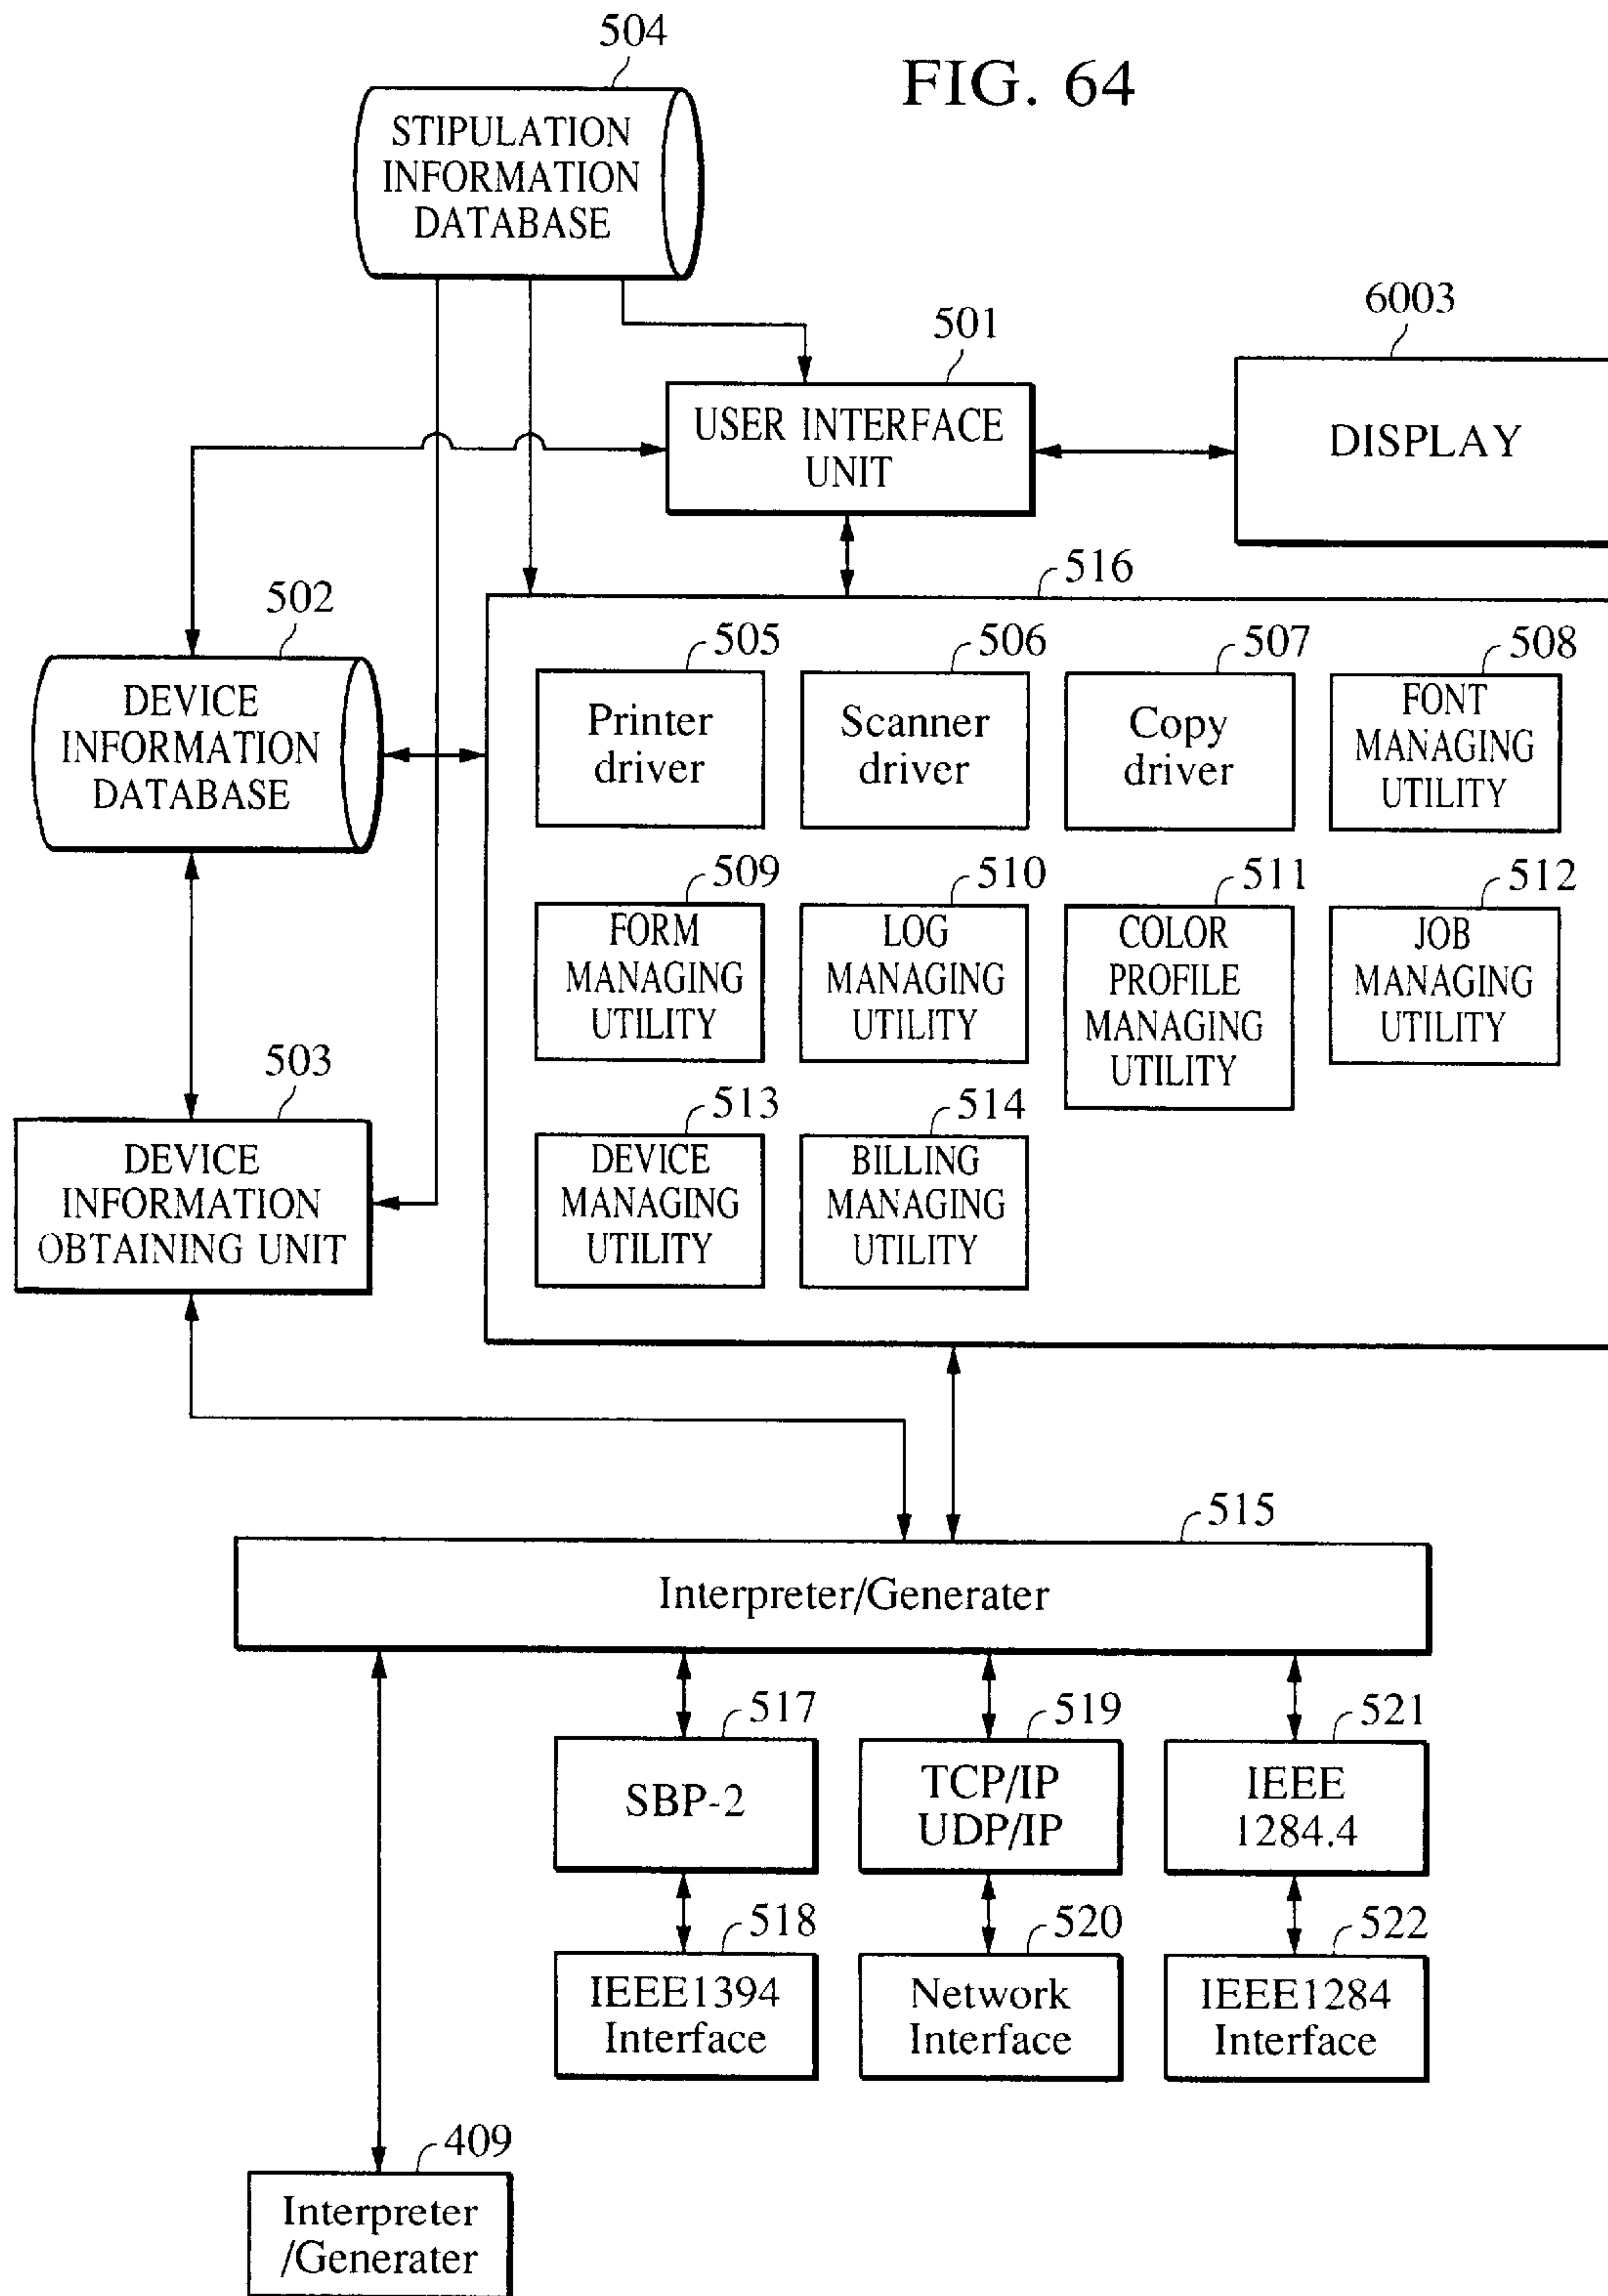 FIG. 64
504
STIPULATION
INFORMATION
DATABASE
6003
501
USER INTERFACE
UNIT
DISPLAY
516
502
DEVICE
INFORMATION
DATABASE
505
Printer
driver
506
Scanner
driver
507
Copy
driver
508
FONT
MANAGING
UTILITY
509
FORM
MANAGING
UTILITY
510
LOG
MANAGING
UTILITY
511
COLOR
PROFILE
MANAGING
UTILITY
512
JOB
MANAGING
UTILITY
503
DEVICE
INFORMATION
OBTAINING UNIT
513
DEVICE
MANAGING
UTILITY
514
BILLING
MANAGING
UTILITY
515
Interpreter/Generater
517
SBP-2
519
TCP/IP
UDP/IP
521
IEEE
1284.4
518
IEEE1394
Interface
520
Network
Interface
522
IEEE1284
Interface
409
Interpreter
/Generater